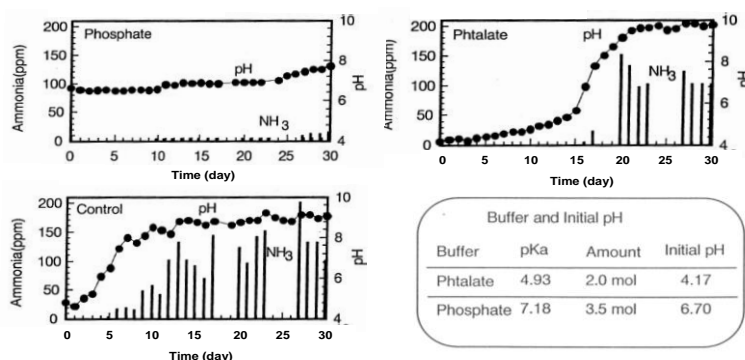 Phosphate
Ammonia(ppm)
200
150
100
50
0
10
8
6
4
pH
pH
NH3
0 5 10 15 20 25 30
Time (day)
Phtalate
Ammonia(ppm)
200
150
100
50
0
10
8
6
4
pH
pH
NH3
0 5 10 15 20 25 30
Time (day)
Control
Ammonia(ppm)
200
150
100
50
0
10
8
6
4
pH
pH
NH3
0 5 10 15 20 25 30
Time (day)
Buffer and Initial pH
Buffer pKa Amount Initial pH
Phtalate 4.93 2.0 mol 4.17
Phosphate 7.18 3.5 mol 6.70